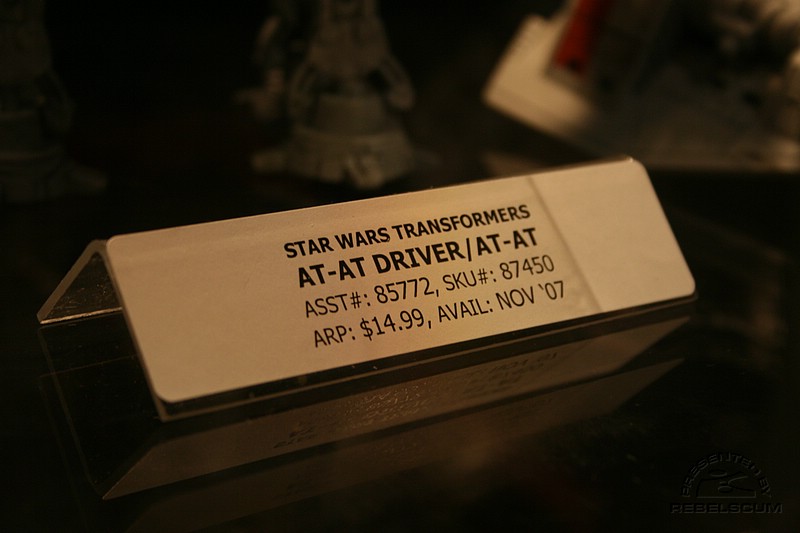 STAR WARS TRANSFORMERS
AT-AT DRIVER/AT-AT
ASST#: 85772, SKU#: 87450
ARP: $14.99, AVAIL: NOV '07
PRESENTED BY
REBELSCUM